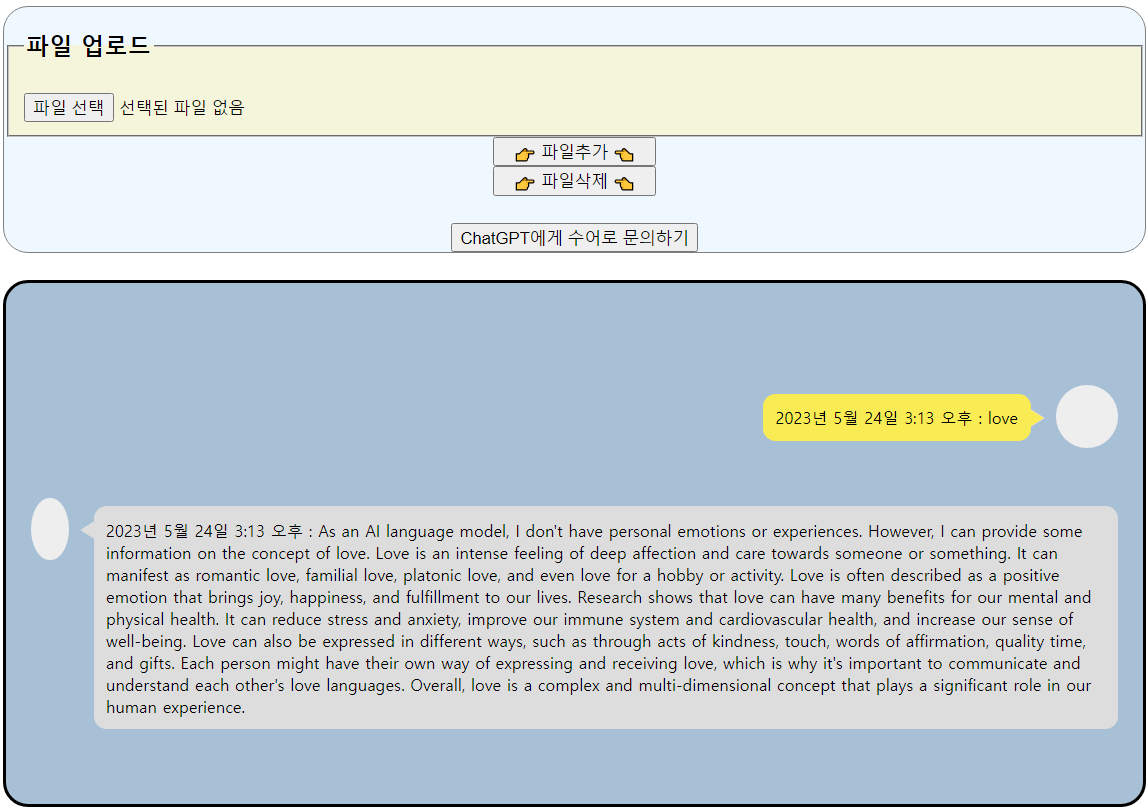 파일 업로드
파일 선택 선택된 파일 없음
👉 파일추가 👈
👉 파일삭제 👈
ChatGPT에게 수어로 문의하기
2023년 5월 24일 3:13 오후 : love
2023년 5월 24일 3:13 오후 : As an AI language model, I don't have personal emotions or experiences. However, I can provide some
information on the concept of love. Love is an intense feeling of deep affection and care towards someone or something. It can
manifest as romantic love, familial love, platonic love, and even love for a hobby or activity. Love is often described as a positive
emotion that brings joy, happiness, and fulfillment to our lives. Research shows that love can have many benefits for our mental and
physical health. It can reduce stress and anxiety, improve our immune system and cardiovascular health, and increase our sense of
well-being. Love can also be expressed in different ways, such as through acts of kindness, touch, words of affirmation, quality time,
and gifts. Each person might have their own way of expressing and receiving love, which is why it's important to communicate and
understand each other's love languages. Overall, love is a complex and multi-dimensional concept that plays a significant role in our
human experience.